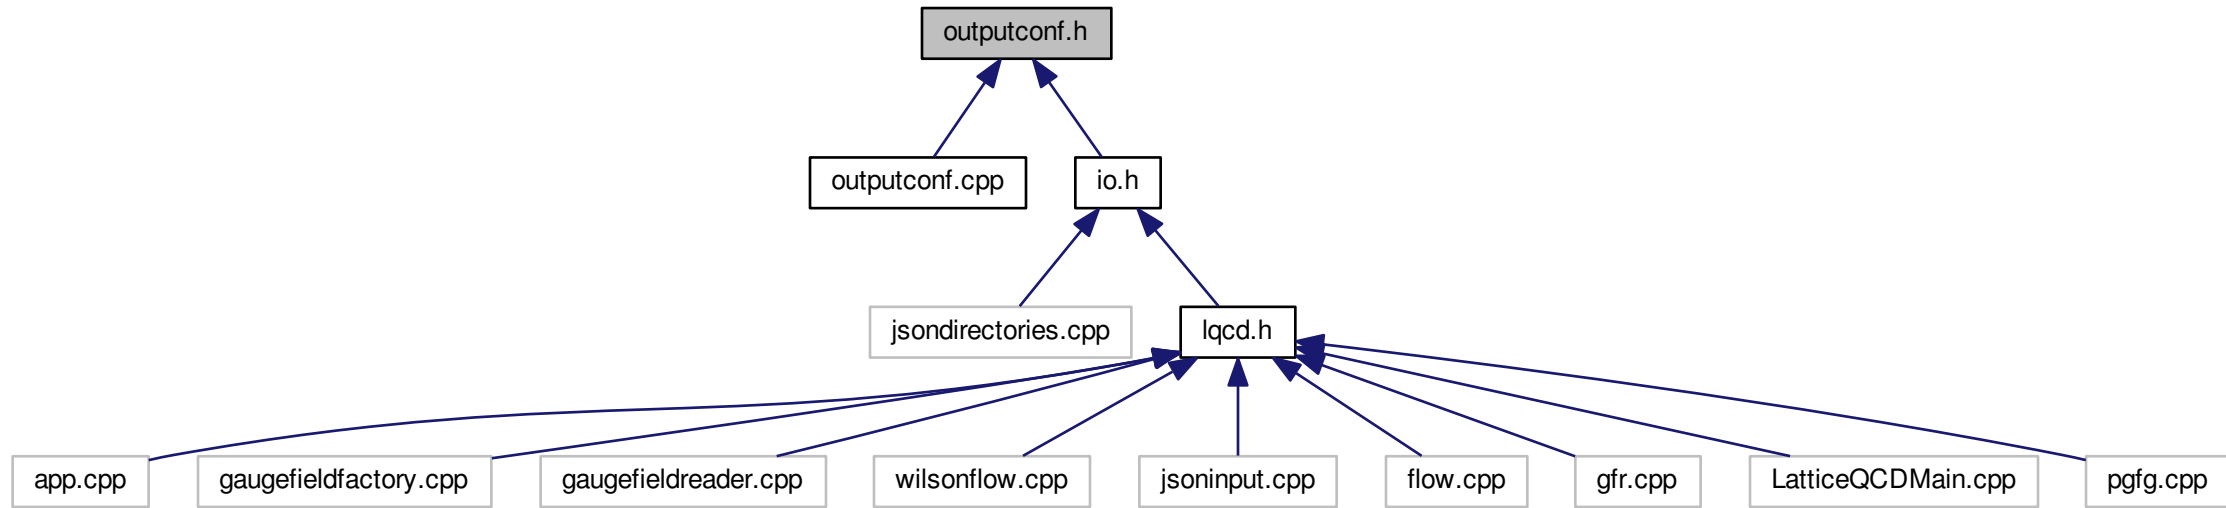 outputconf.h
outputconf.cpp
io.h
jsondirectories.cpp
lqcd.h
app.cpp
gaugefieldfactory.cpp
gaugefieldreader.cpp
wilsonflow.cpp
jsoninput.cpp
flow.cpp
gfr.cpp
LatticeQCDMain.cpp
pgfg.cpp